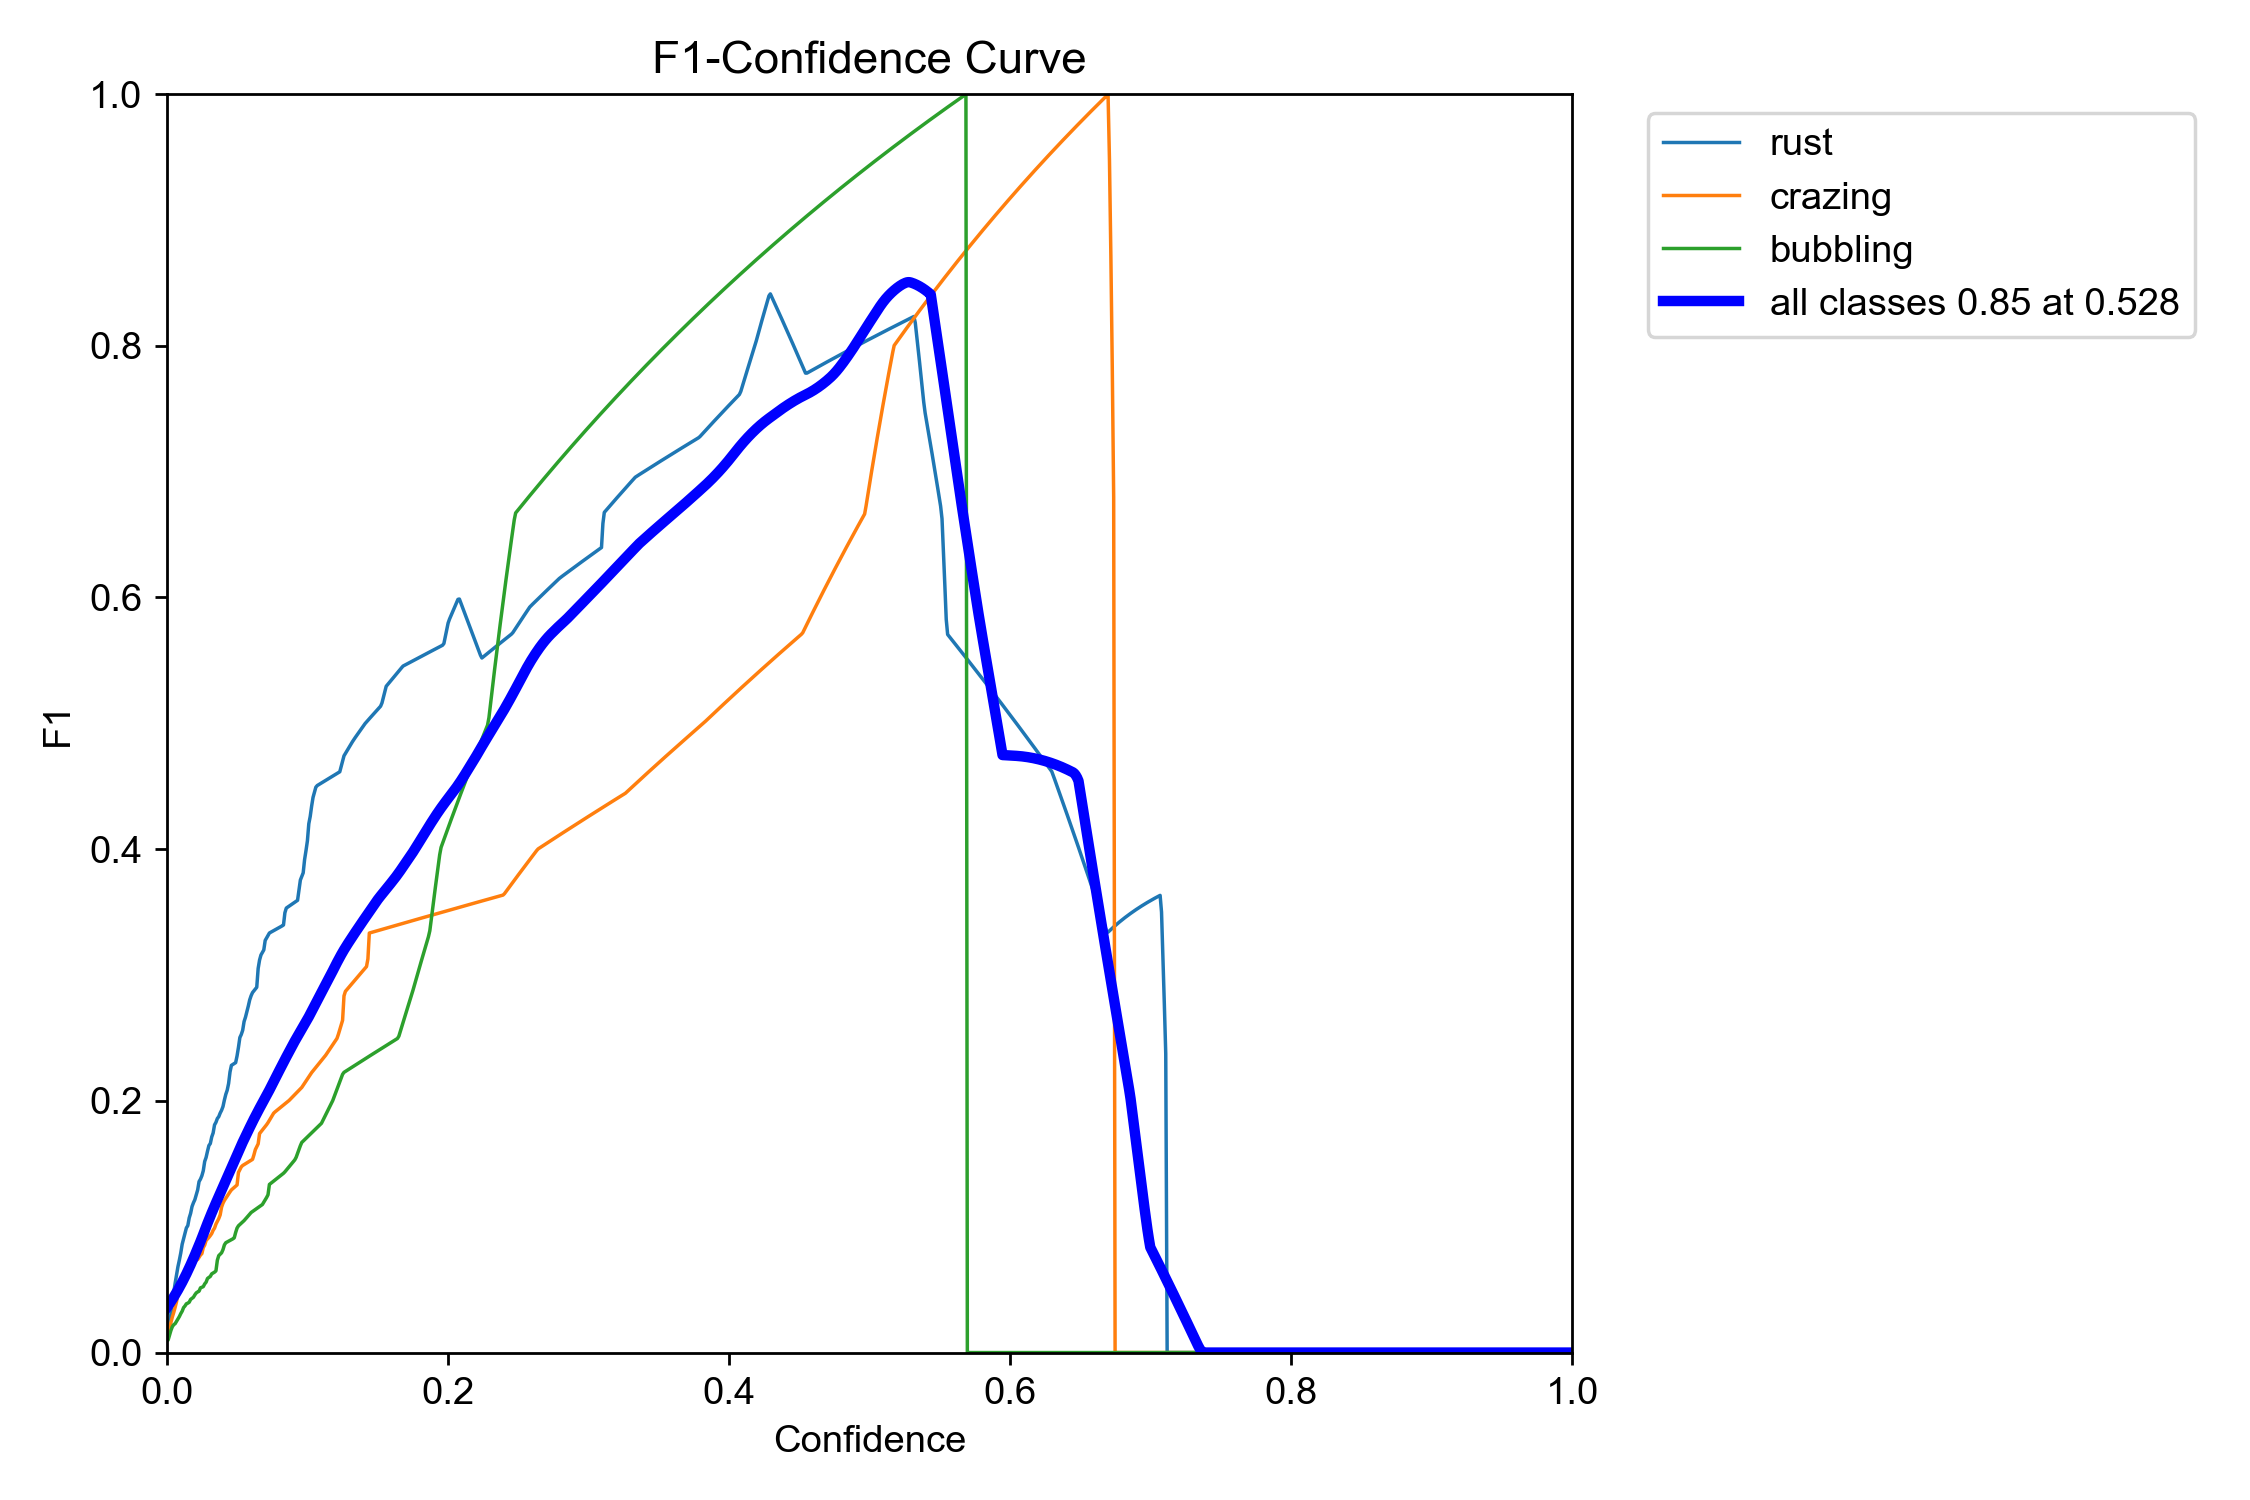 F1-Confidence Curve
1.0
0.8
0.6
0.4
0.2
0.0
F1
0.0 0.2 0.4 0.6 0.8 1.0
Confidence
rust
crazing
bubbling
all classes 0.85 at 0.528